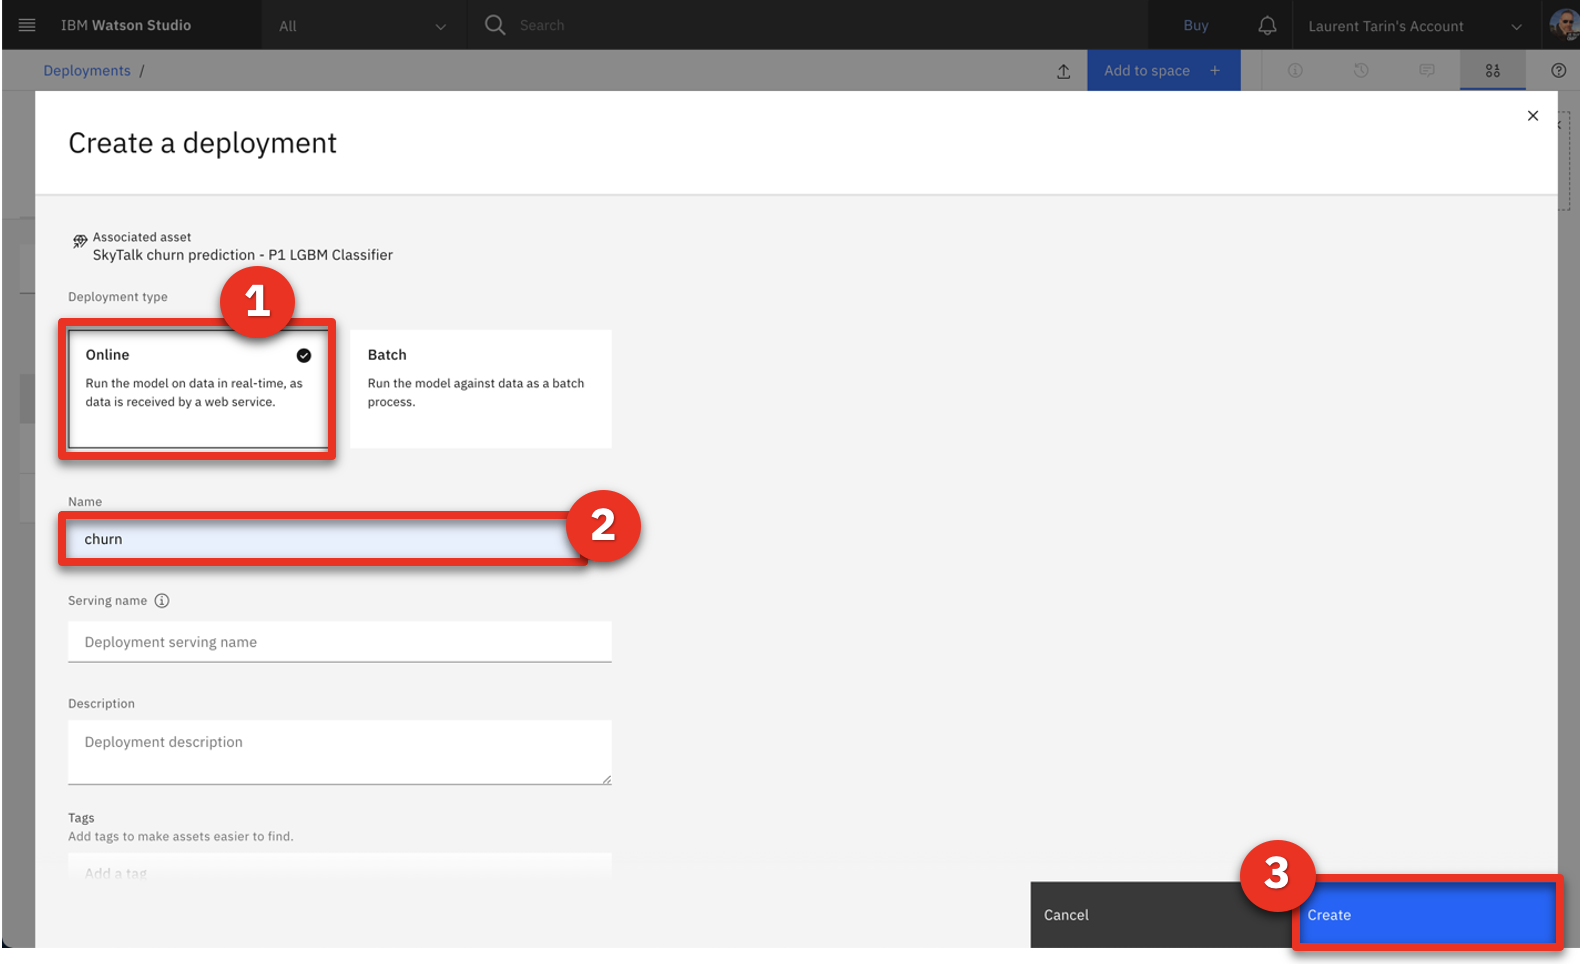 IBM Watson Studio
All
Search
Buy
Laurent Tarin's Account
Deployments /
Add to space +
Create a deployment
Associated asset
SkyTalk churn prediction - P1 LGBM Classifier
Deployment type
1
Online
Run the model on data in real-time, as
data is received by a web service.
Batch
Run the model against data as a batch
process.
Name
churn
2
Serving name
Deployment serving name
Description
Deployment description
Tags
Add tags to make assets easier to find.
Add a tag
3
Cancel
Create